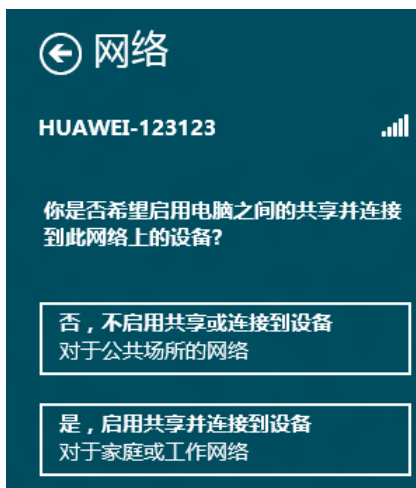 网络
HUAWEI-123123
你是否希望启用电脑之间的共享并连接
到此网络上的设备?
否，不启用共享或连接到设备
对于公共场所的网络
是，启用共享并连接到设备
对于家庭或工作网络